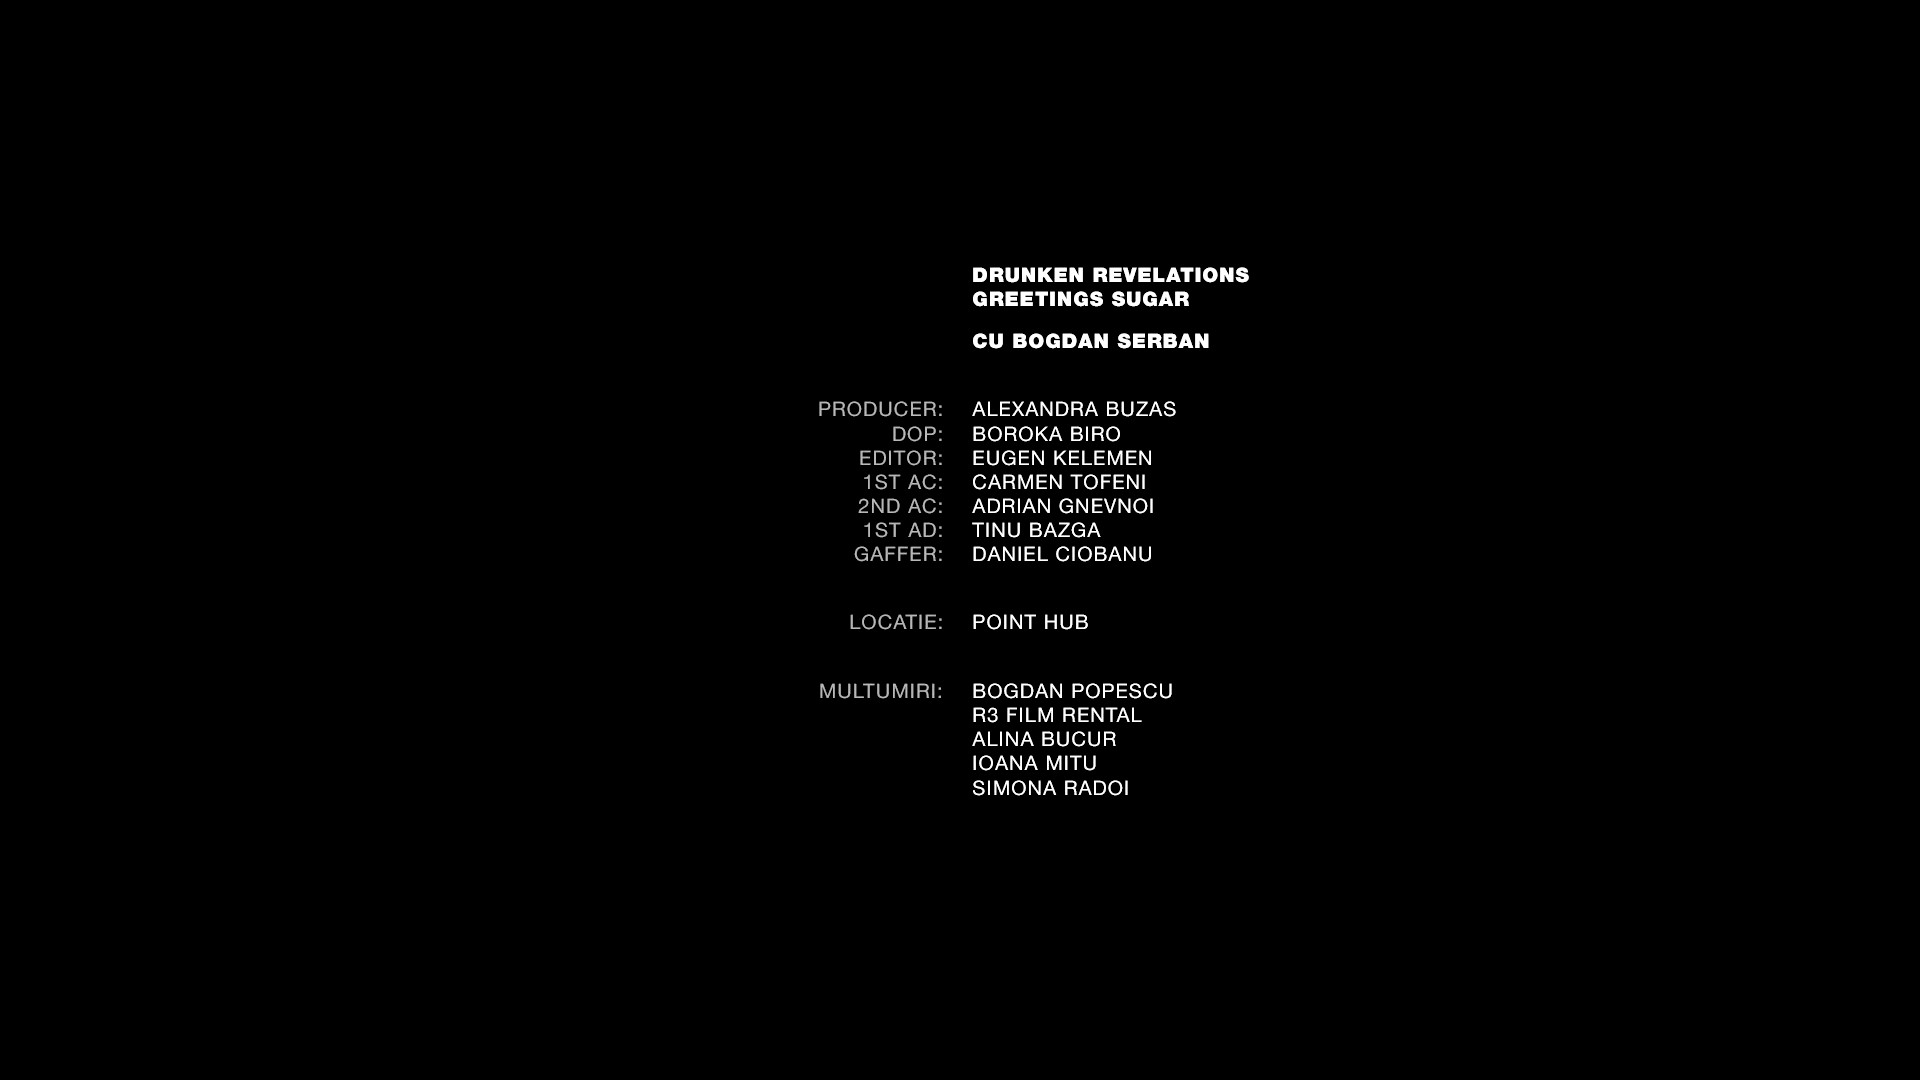 DRUNKEN REVELATIONS
GREETINGS SUGAR
CU BOGDAN SERBAN
PRODUCER: ALEXANDRA BUZAS
DOP: BOROKA BIRO
EDITOR: EUGEN KELEMEN
1ST AC: CARMEN TOFENI
2ND AC: ADRIAN GNEVNOI
1ST AD: TINU BAZGA
GAFFER: DANIEL CIOBANU
LOCATIE: POINT HUB
MULTUMIRI: BOGDAN POPESCU
R3 FILM RENTAL
ALINA BUCUR
IOANA MITU
SIMONA RADOI